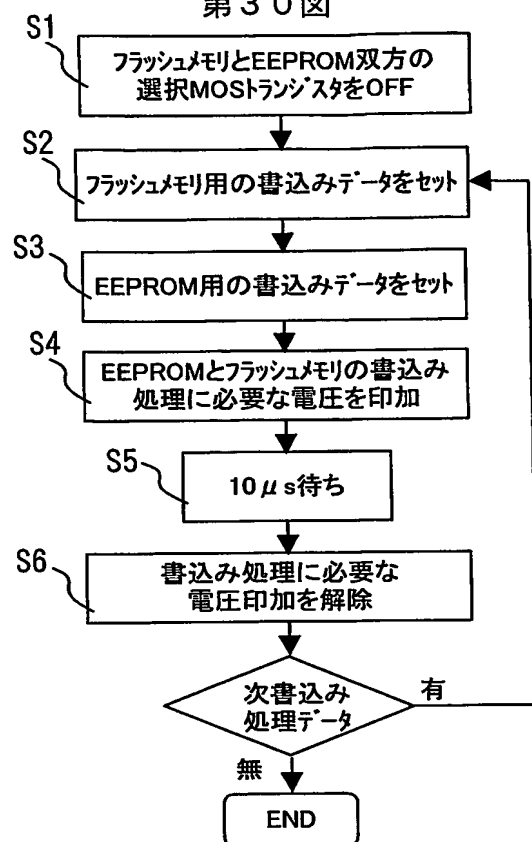 第30図
S1
フラッシュメモリとEEPROM双方の
選択MOSトランジスタをOFF
S2
フラッシュメモリ用の書込みデータをセット
S3
EEPROM用の書込みデータをセット
S4
EEPROMとフラッシュメモリの書込み
処理に必要な電圧を印加
S5
10μs待ち
S6
書込み処理に必要な
電圧印加を解除
次書込み
処理データ
有
無
END